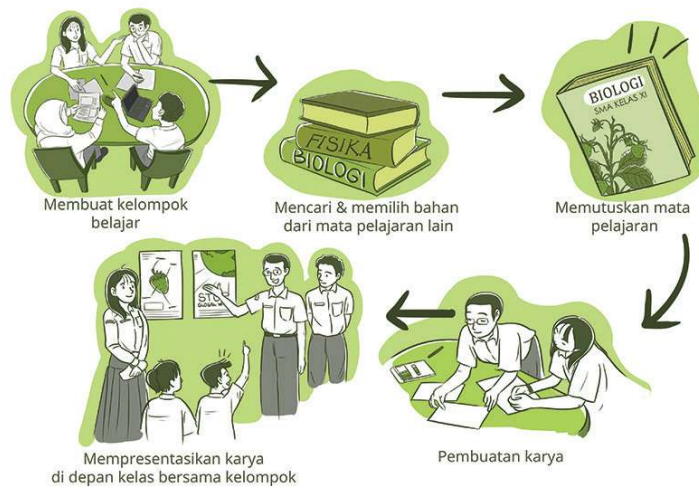 Membuat kelompok
belajar
FISIKA
BIOLOGI
Mencari & memilih bahan
dari mata pelajaran lain
BIOLOGI
SMA KELAS XI
Memutuskan mata
pelajaran
Pembuatan karya
GLOBAL
Mempresentasikan karya
di depan kelas bersama kelompok